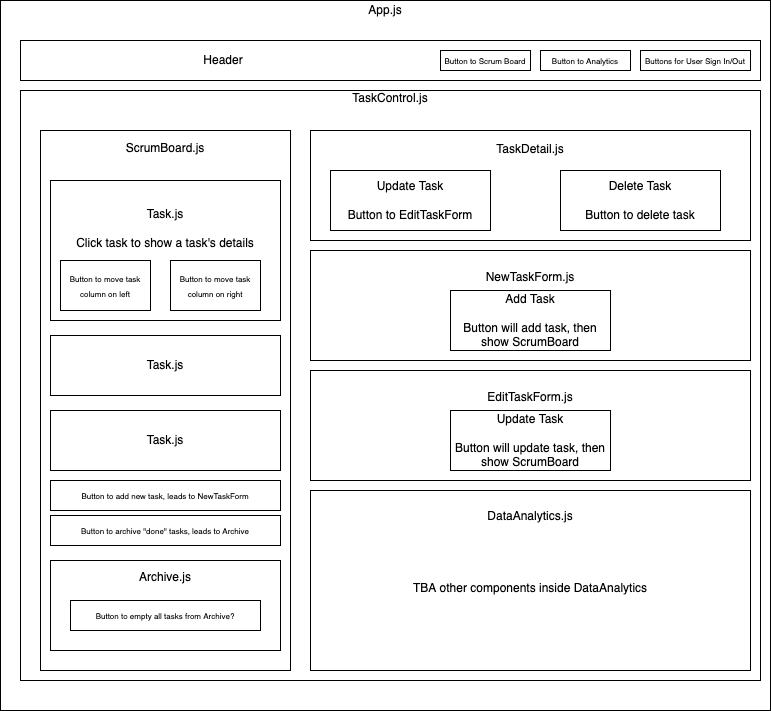 App.js
Header
Button to Scrum Board
Button to Analytics
Buttons for User Sign In/Out
TaskControl.js
ScrumBoard.js
Task.js
Click task to show a task's details
Button to move task
column on left
Button to move task
column on right
Task.js
Task.js
Button to add new task, leads to NewTaskForm
Button to archive "done" tasks, leads to Archive
Archive.js
Button to empty all tasks from Archive?
TaskDetail.js
Update Task
Button to EditTaskForm
Delete Task
Button to delete task
NewTaskForm.js
Add Task
Button will add task, then
show ScrumBoard
EditTaskForm.js
Update Task
Button will update task, then
show ScrumBoard
DataAnalytics.js
TBA other components inside DataAnalytics